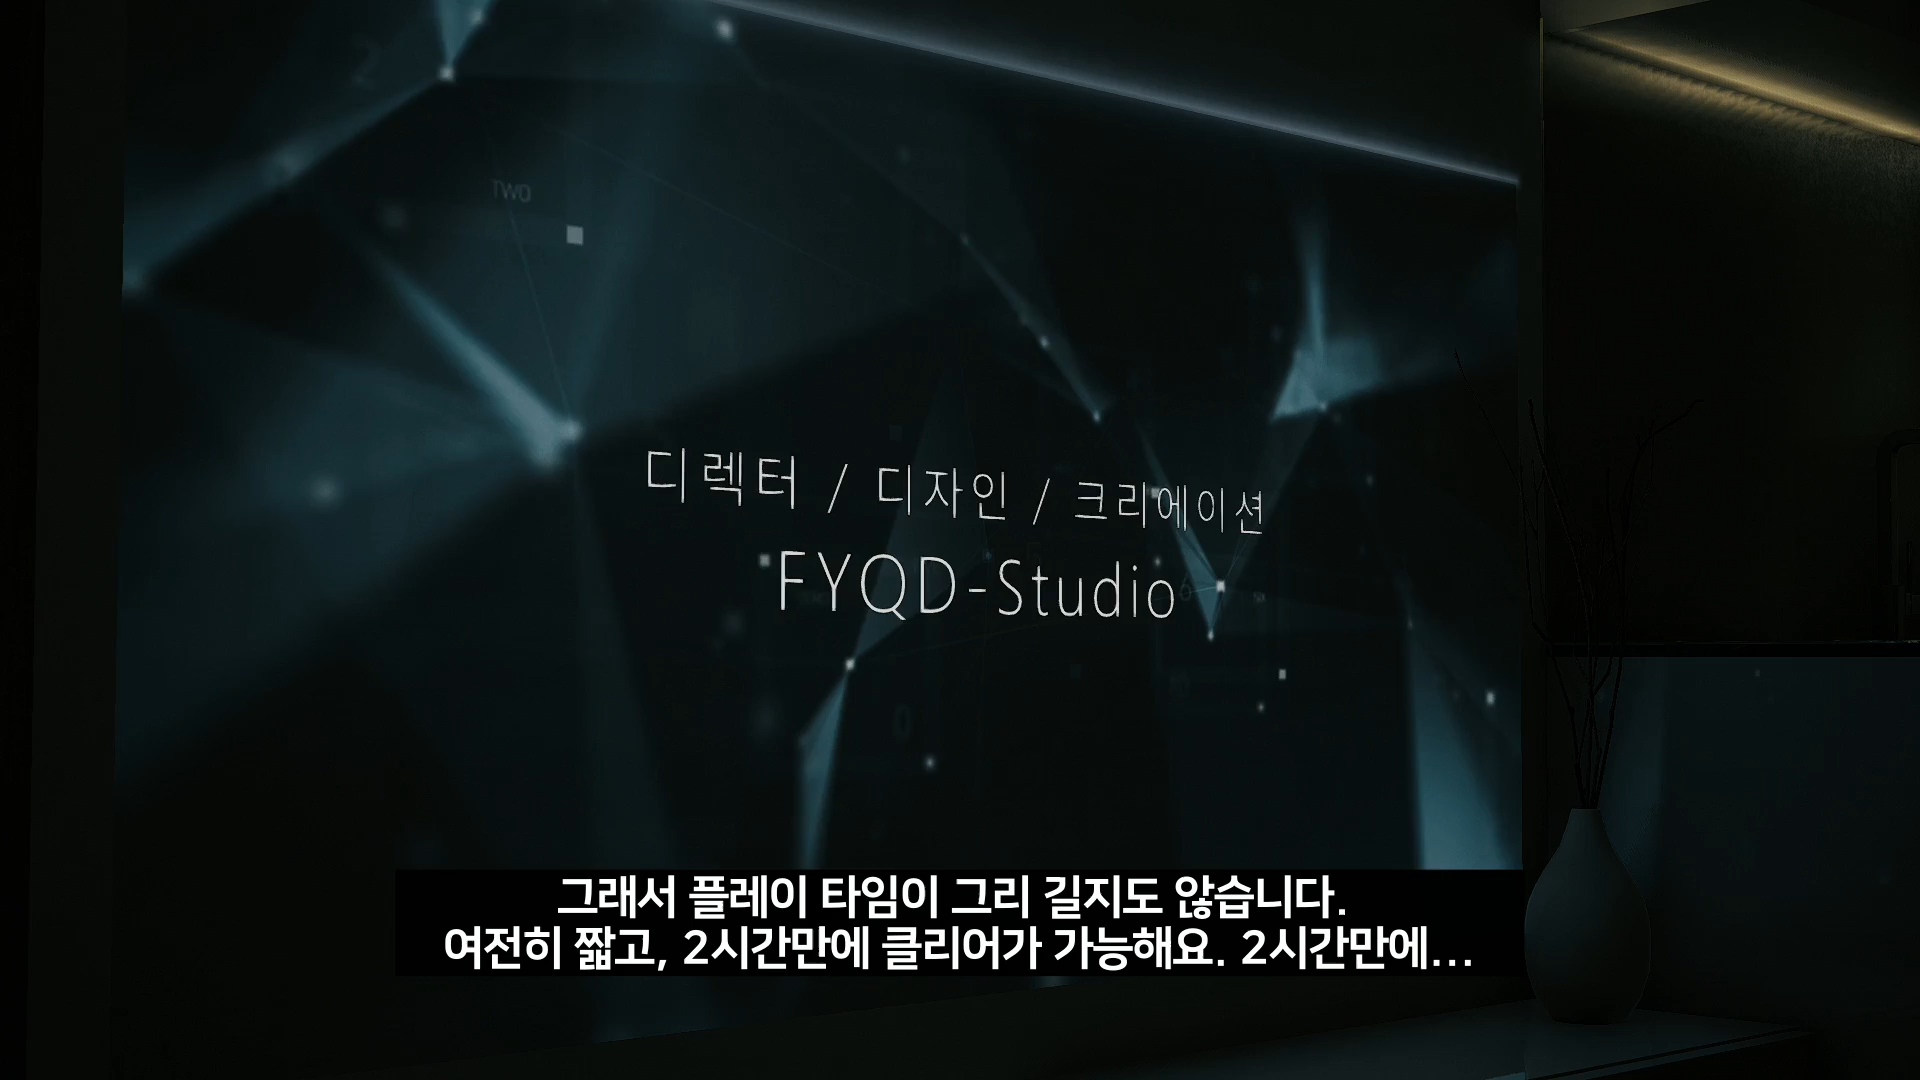 TWO
디렉터 / 디자인 / 크리에이션
FYQD-Studio
그래서 플레이 타임이 그리 길지도 않습니다.
여전히 짧고, 2시간만에 클리어가 가능해요. 2시간만에...